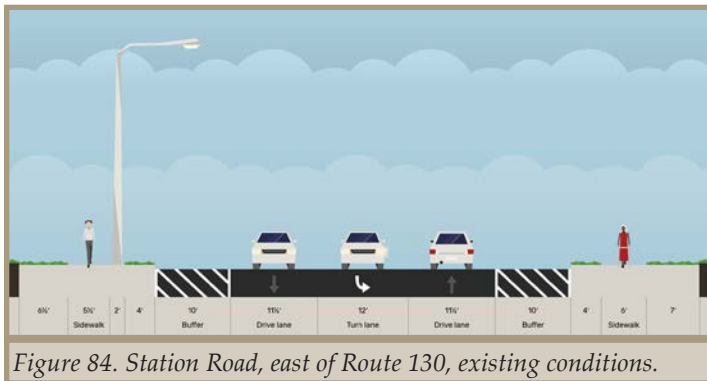 6½' 5½' 2' 4' 10' 11½' 12' 11½' 10' 4' 6' 7'
Sidewalk Buffer Drive lane Turn lane Drive lane Buffer Sidewalk
Figure 84. Station Road, east of Route 130, existing conditions.